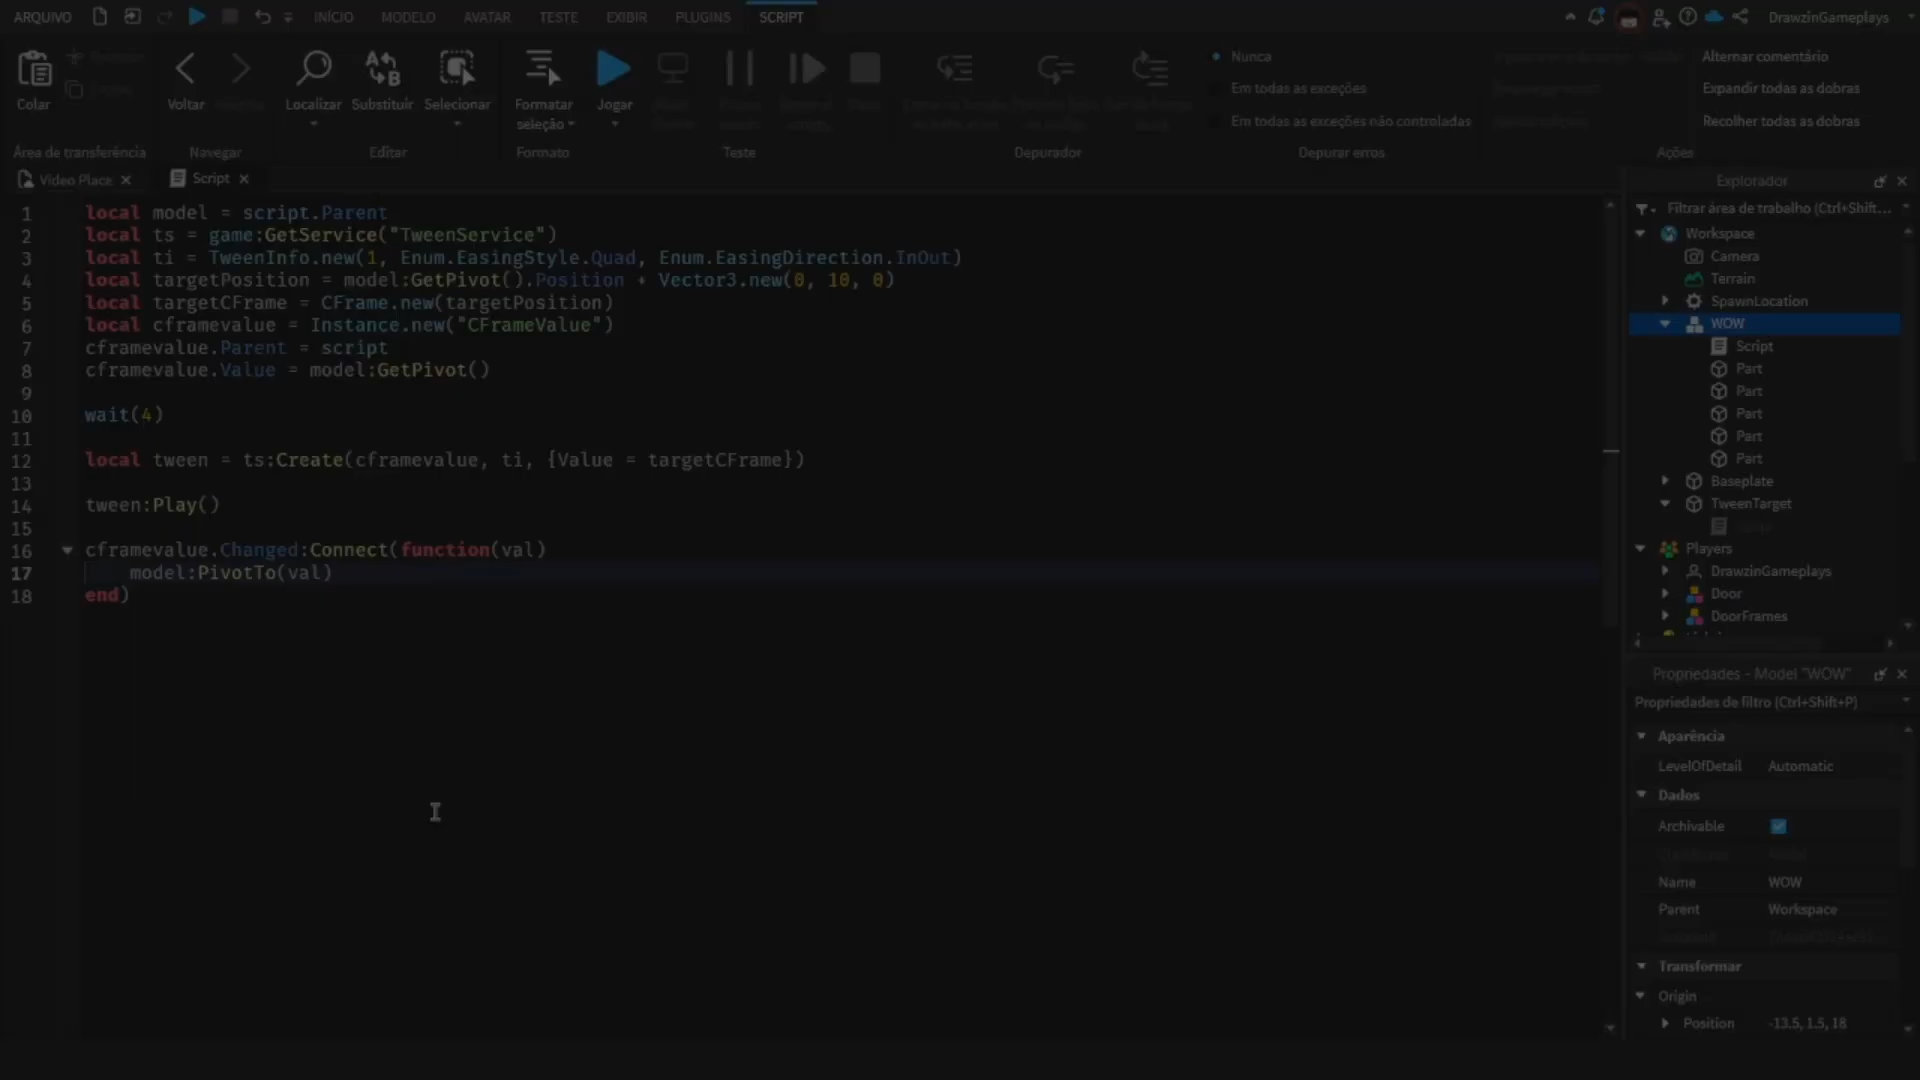 ARQUIVO INÍCIO MODELO AVATAR TESTE EXIBIR PLUGINS SCRIPT DrawzinGameplays
Colar
Voltar
Localizar
Substituir
Selecionar
Formatar seleção
Jogar
Nunca
Em todas as exceções
Em todas as exceções não controladas
Alternar comentário
Expandir todas as dobras
Recolher todas as dobras
Área de transferência Navegar Editar Formato Teste Depurador Depurar erros Ações
Video Place Script
1 local model = script.Parent
2 local ts = game:GetService("TweenService")
3 local ti = TweenInfo.new(1, Enum.EasingStyle.Quad, Enum.EasingDirection.InOut)
4 local targetPosition = model:GetPivot().Position + Vector3.new(0, 10, 0)
5 local targetCFrame = CFrame.new(targetPosition)
6 local cframevalue = Instance.new("CFrameValue")
7 cframevalue.Parent = script
8 cframevalue.Value = model:GetPivot()
9
10 wait(4)
11
12 local tween = ts:Create(cframevalue, ti, {Value = targetCFrame})
13
14 tween:Play()
15
16 cframevalue.Changed:Connect(function(val)
17 model:PivotTo(val)
18 end)
Explorador
Filtrar área de trabalho (Ctrl+Shift...
Workspace
Camera
Terrain
SpawnLocation
WOW
Script
Part
Part
Part
Part
Part
Baseplate
TweenTarget
Players
DrawzinGameplays
Door
DoorFrames
Propriedades - Model "WOW"
Propriedades de filtro (Ctrl+Shift+P)
Aparência
LevelOfDetail Automatic
Dados
Archivable
Name WOW
Parent Workspace
Transformar
Origin
Position -13.5, 1.5, 18